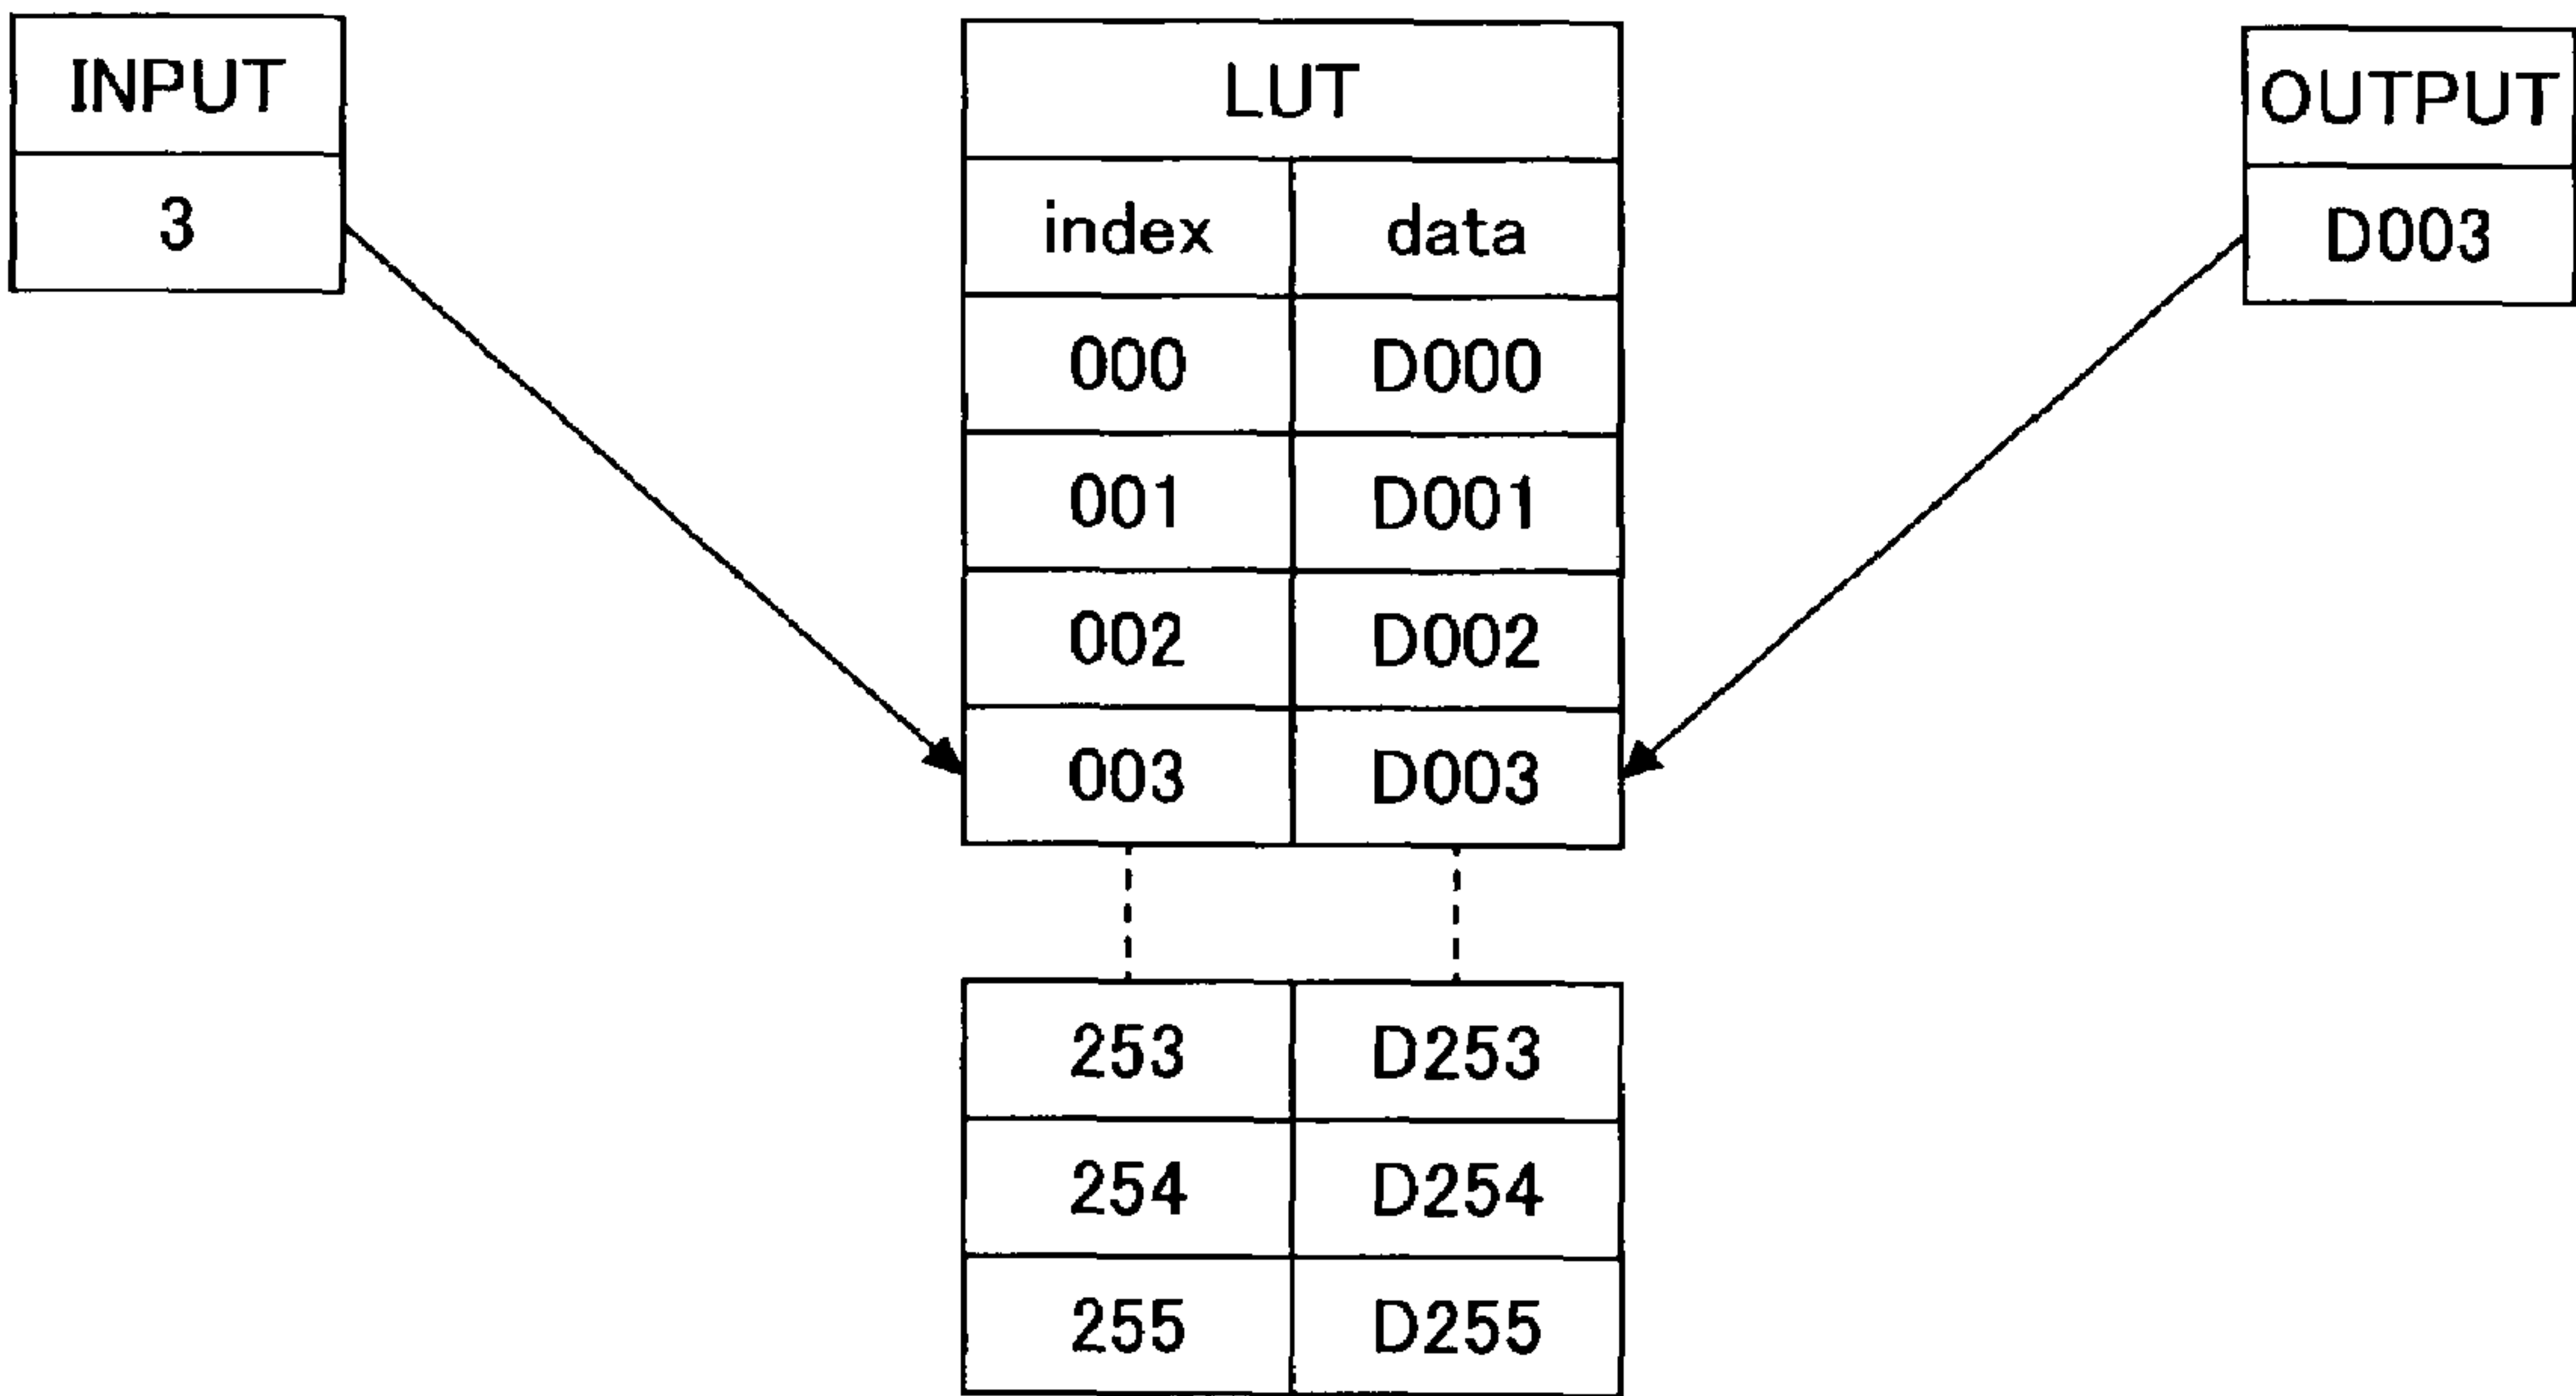 INPUT
3
LUT
index data
000 D000
001 D001
002 D002
003 D003
253 D253
254 D254
255 D255
OUTPUT
D003